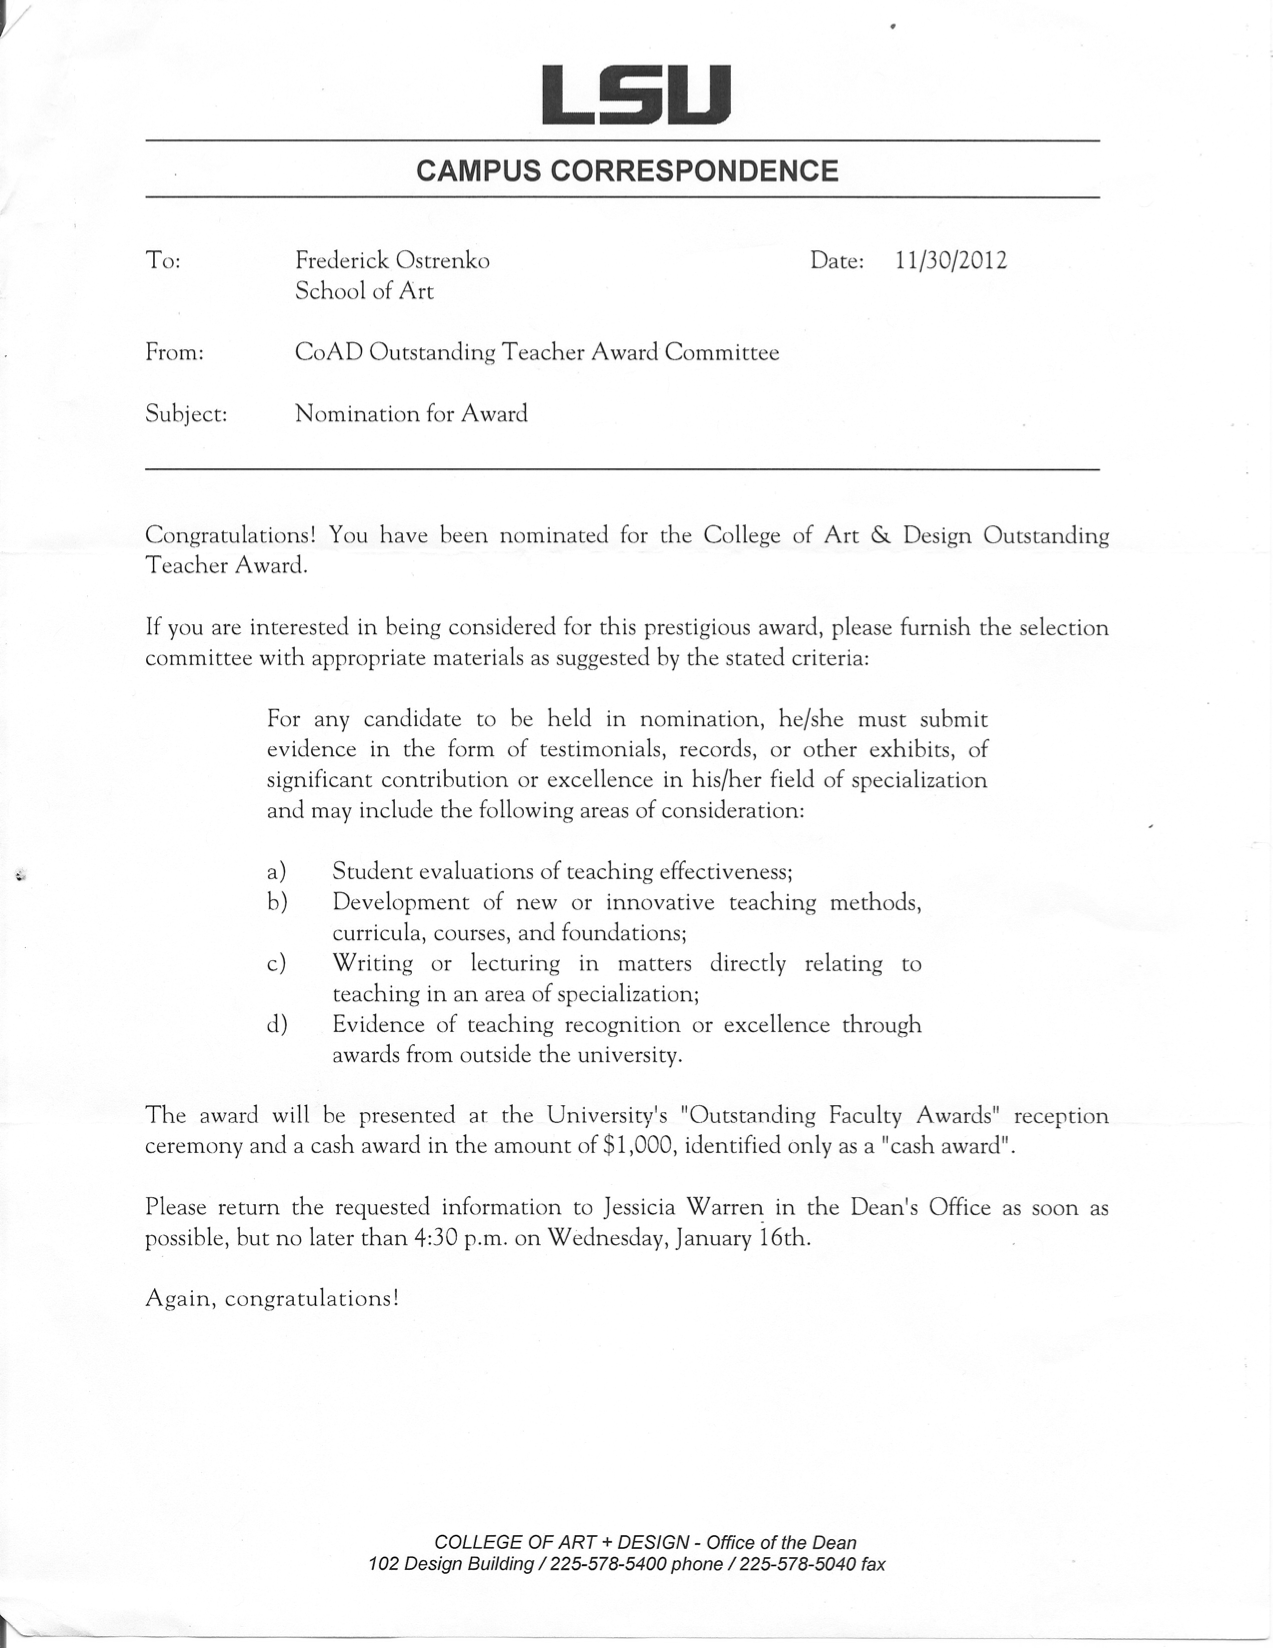 LSU
CAMPUS CORRESPONDENCE
To: Frederick Ostrenko Date: 11/30/2012
School of Art
From: CoAD Outstanding Teacher Award Committee
Subject: Nomination for Award
Congratulations! You have been nominated for the College of Art & Design Outstanding
Teacher Award.
If you are interested in being considered for this prestigious award, please furnish the selection
committee with appropriate materials as suggested by the stated criteria:
For any candidate to be held in nomination, he/she must submit
evidence in the form of testimonials, records, or other exhibits, of
significant contribution or excellence in his/her field of specialization
and may include the following areas of consideration:
a) Student evaluations of teaching effectiveness;
b) Development of new or innovative teaching methods,
curricula, courses, and foundations;
c) Writing or lecturing in matters directly relating to
teaching in an area of specialization;
d) Evidence of teaching recognition or excellence through
awards from outside the university.
The award will be presented at the University's "Outstanding Faculty Awards" reception
ceremony and a cash award in the amount of $1,000, identified only as a "cash award".
Please return the requested information to Jessicia Warren in the Dean's Office as soon as
possible, but no later than 4:30 p.m. on Wednesday, January 16th.
Again, congratulations!
COLLEGE OF ART + DESIGN - Office of the Dean
102 Design Building / 225-578-5400 phone / 225-578-5040 fax